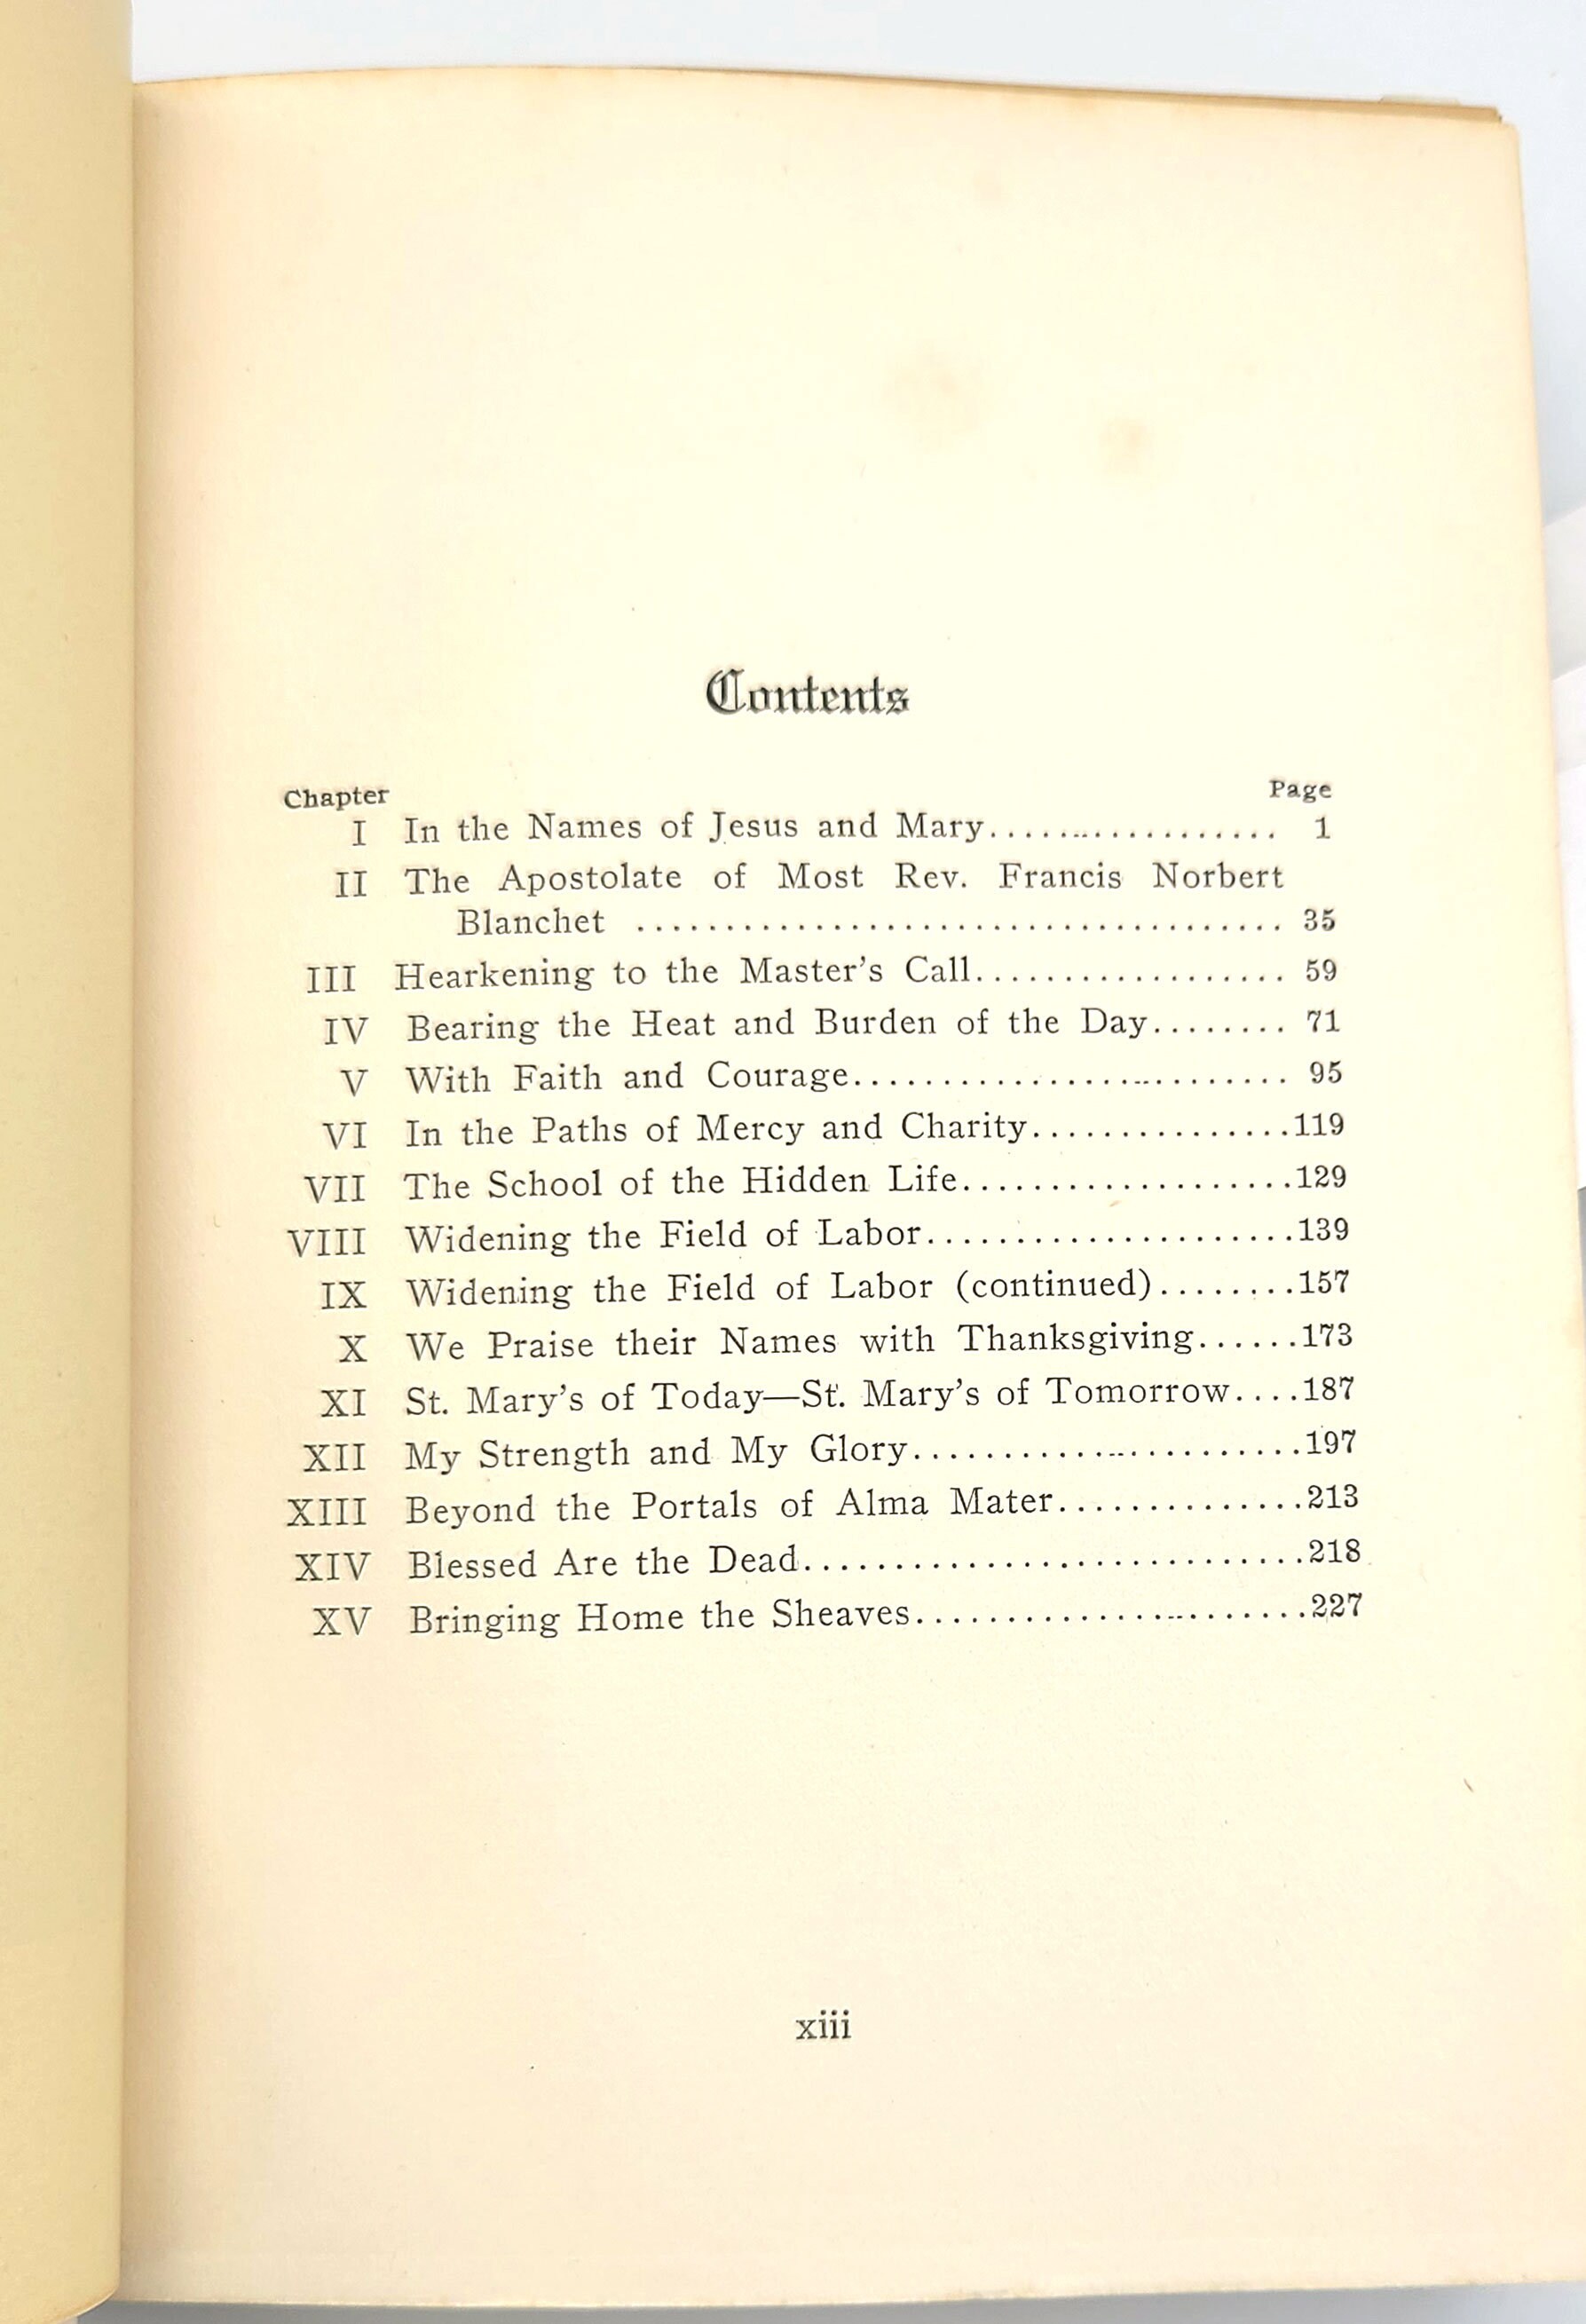 Contents
Chapter Page
I In the Names of Jesus and Mary.................. 1
II The Apostolate of Most Rev. Francis Norbert
Blanchet ..................................... 35
III Hearkening to the Master's Call.................. 59
IV Bearing the Heat and Burden of the Day........ 71
V With Faith and Courage......................... 95
VI In the Paths of Mercy and Charity...............119
VII The School of the Hidden Life...................129
VIII Widening the Field of Labor.....................139
IX Widening the Field of Labor (continued)........157
X We Praise their Names with Thanksgiving......173
XI St. Mary's of Today—St. Mary's of Tomorrow....187
XII My Strength and My Glory......................197
XIII Beyond the Portals of Alma Mater..............213
XIV Blessed Are the Dead............................218
XV Bringing Home the Sheaves......................227
xiii